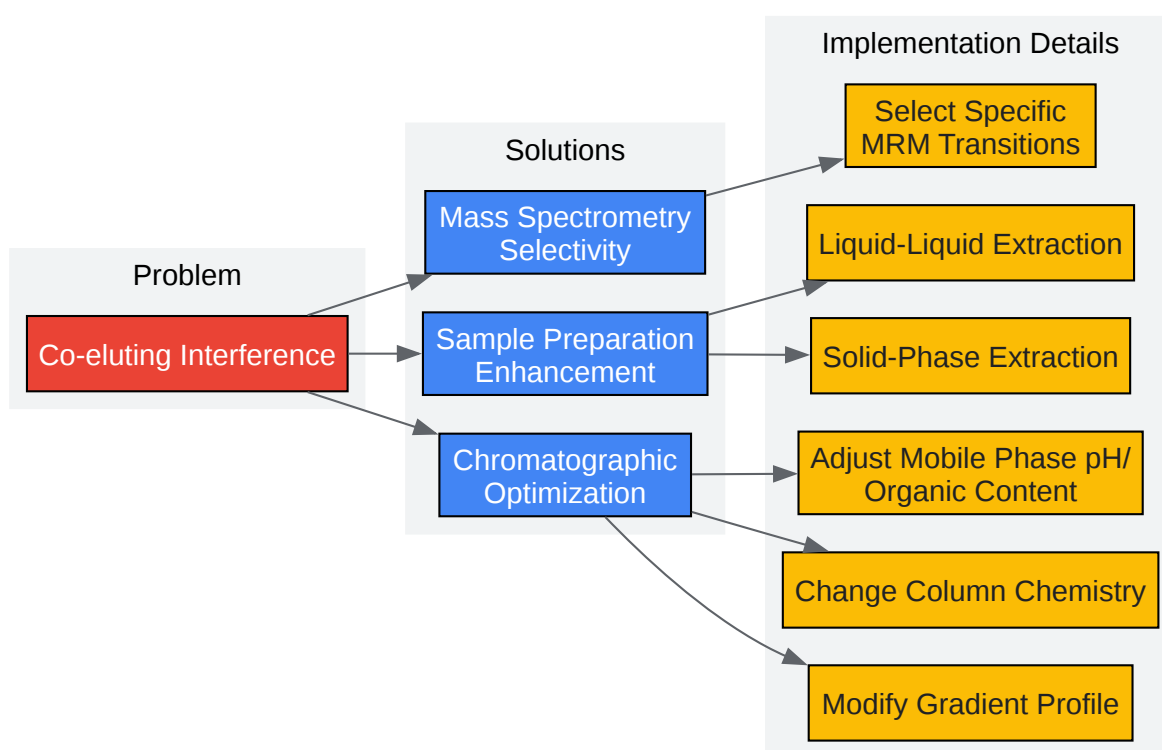 Problem
Co-eluting Interference
Solutions
Mass Spectrometry
Selectivity
Sample Preparation
Enhancement
Chromatographic
Optimization
Implementation Details
Select Specific
MRM Transitions
Liquid-Liquid Extraction
Solid-Phase Extraction
Adjust Mobile Phase pH/
Organic Content
Change Column Chemistry
Modify Gradient Profile